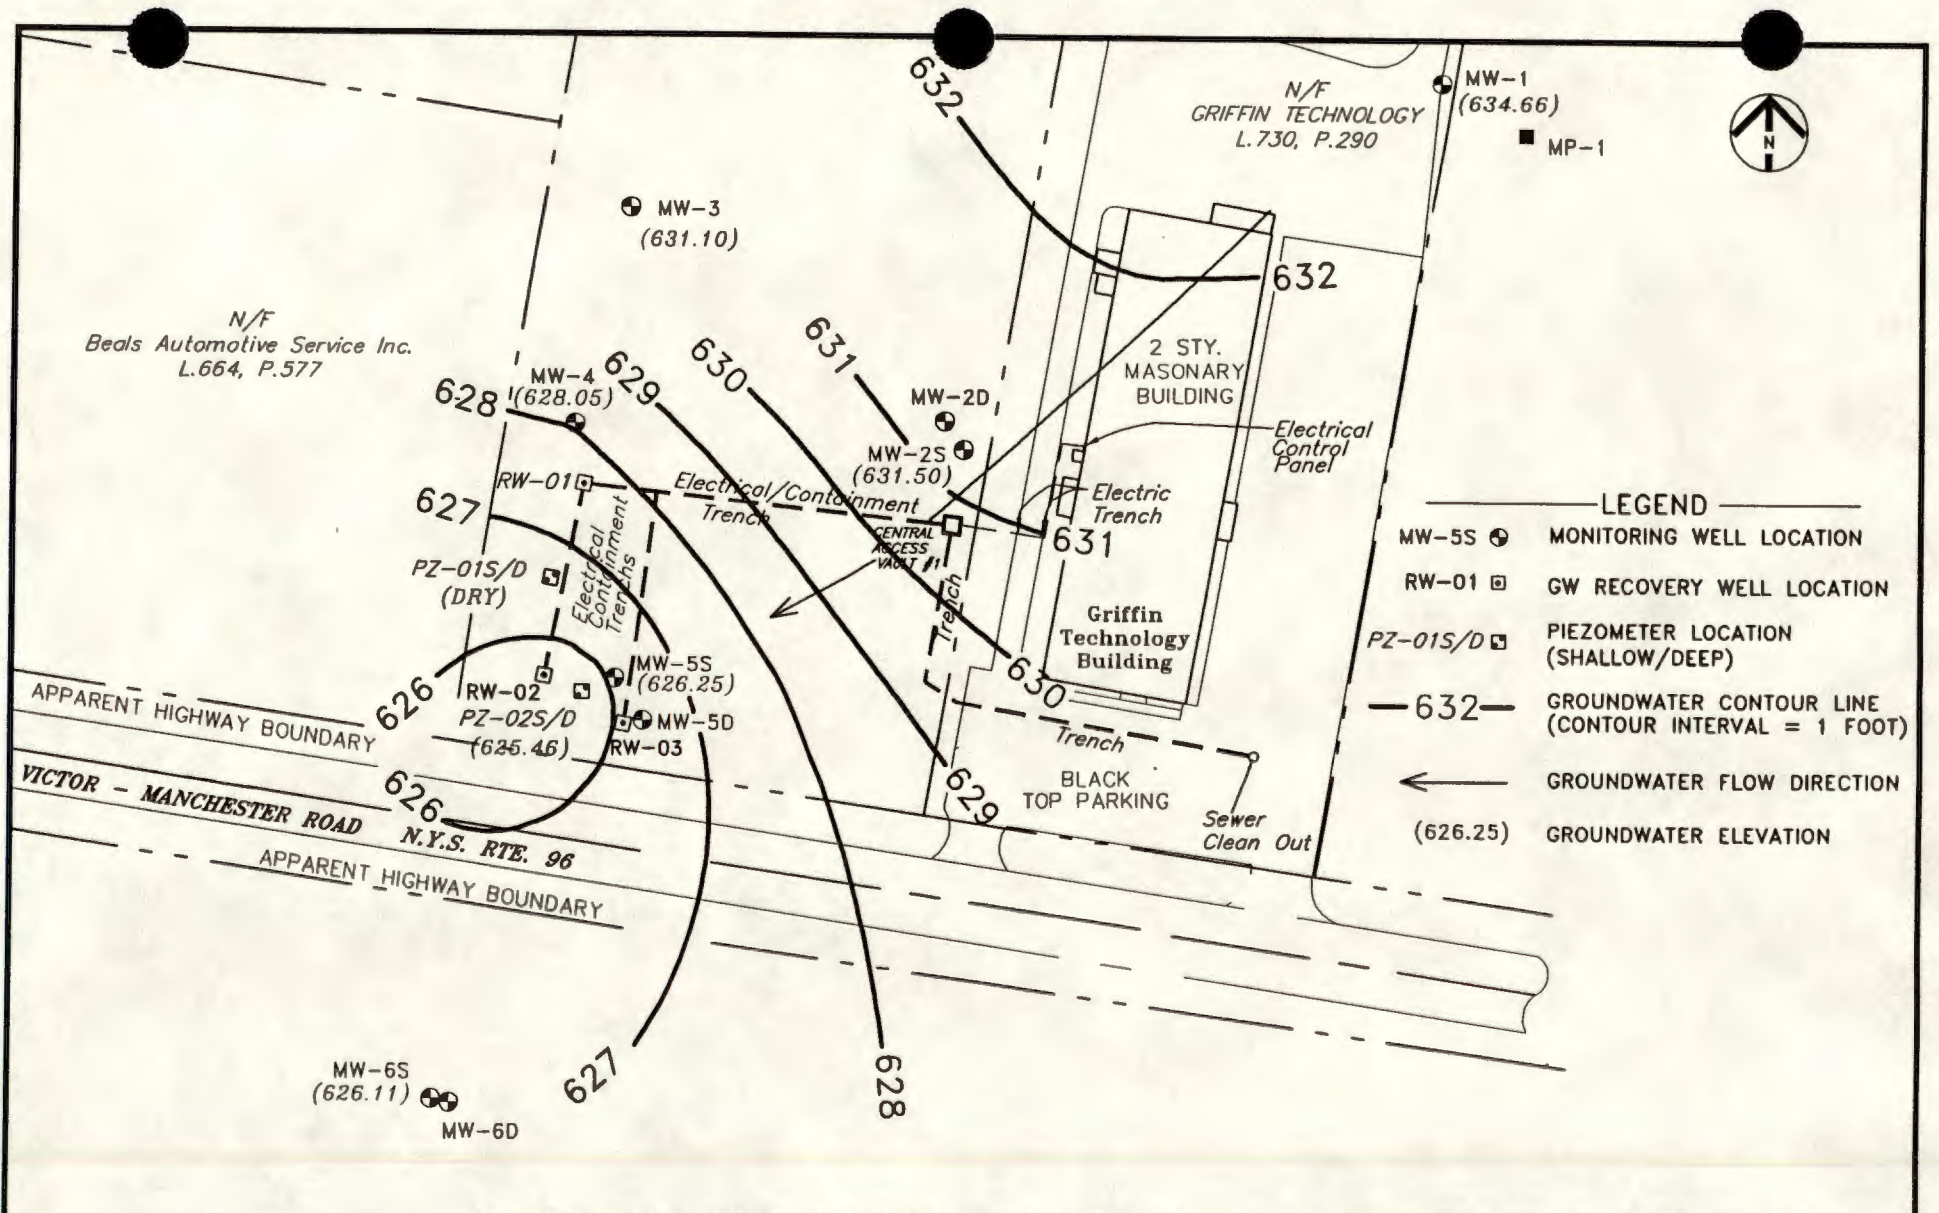 632
N/F
GRIFFIN TECHNOLOGY
L.730, P.290
MW-1
(634.66)
MP-1
N
MW-3
(631.10)
632
N/F
Beals Automotive Service Inc.
L.664, P.577
628
MW-4
(628.05)
629
630
631
MW-2D
MW-2S
(631.50)
2 STY.
MASONARY
BUILDING
Electrical
Control
Panel
RW-01
Electrical/Containment
Trench
Electric
Trench
627
CENTRAL
ACCESS
VAULT #1
631
PZ-01S/D
(DRY)
Electrical
Containment
Trenchs
Trench
Griffin
Technology
Building
LEGEND
MW-5S MONITORING WELL LOCATION
RW-01 GW RECOVERY WELL LOCATION
PZ-01S/D PIEZOMETER LOCATION
(SHALLOW/DEEP)
632 GROUNDWATER CONTOUR LINE
(CONTOUR INTERVAL = 1 FOOT)
GROUNDWATER FLOW DIRECTION
(626.25) GROUNDWATER ELEVATION
626
RW-02
PZ-02S/D
(625.46)
MW-5S
(626.25)
MW-5D
RW-03
630
Trench
629
BLACK
TOP PARKING
Sewer
Clean Out
APPARENT HIGHWAY BOUNDARY
626
VICTOR - MANCHESTER ROAD N.Y.S. RTE. 96
APPARENT HIGHWAY BOUNDARY
627
628
MW-6S
(626.11)
MW-6D